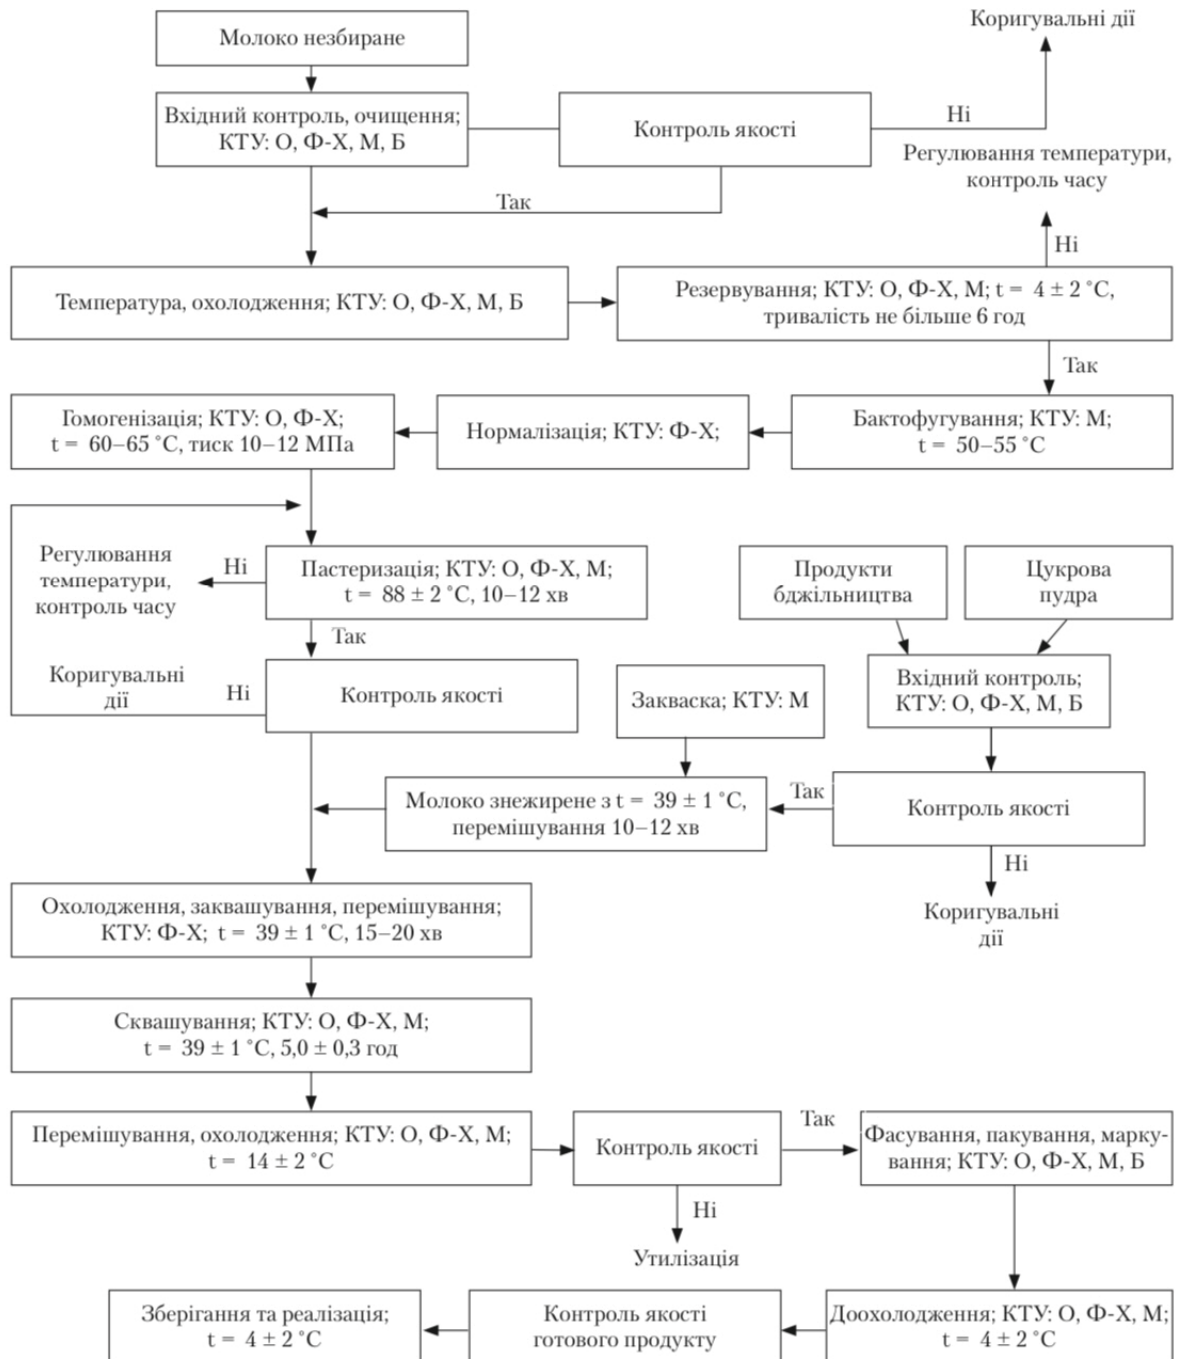 Коригувальні дії
Молоко незбиране
Вхідний контроль, очищення;
КТУ: О, Ф-Х, М, Б
Контроль якості
Ні
Регулювання температури,
контроль часу
Так
Ні
Температура, охолодження; КТУ: О, Ф-Х, М, Б
Резервування; КТУ: О, Ф-Х, М; t = 4 ± 2 °С,
тривалість не більше 6 год
Так
Гомогенізація; КТУ: О, Ф-Х;
t = 60–65 °С, тиск 10–12 МПа
Нормалізація; КТУ: Ф-Х;
Бактофугування; КТУ: М;
t = 50–55 °С
Регулювання
температури,
контроль часу
Ні
Пастеризація; КТУ: О, Ф-Х, М;
t = 88 ± 2 °С, 10–12 хв
Продукти
бджільництва
Цукрова
пудра
Так
Коригувальні
дії
Ні
Контроль якості
Закваска; КТУ: М
Вхідний контроль;
КТУ: О, Ф-Х, М, Б
Молоко знежирене з t = 39 ± 1 °С,
перемішування 10–12 хв
Так
Контроль якості
Ні
Коригувальні
дії
Охолодження, заквашування, перемішування;
КТУ: Ф-Х; t = 39 ± 1 °С, 15–20 хв
Сквашування; КТУ: О, Ф-Х, М;
t = 39 ± 1 °С, 5,0 ± 0,3 год
Перемішування, охолодження; КТУ: О, Ф-Х, М;
t = 14 ± 2 °С
Контроль якості
Так
Фасування, пакування, марку-
вання; КТУ: О, Ф-Х, М, Б
Ні
Утилізація
Зберігання та реалізація;
t = 4 ± 2 °С
Контроль якості
готового продукту
Доохолодження; КТУ: О, Ф-Х, М;
t = 4 ± 2 °С